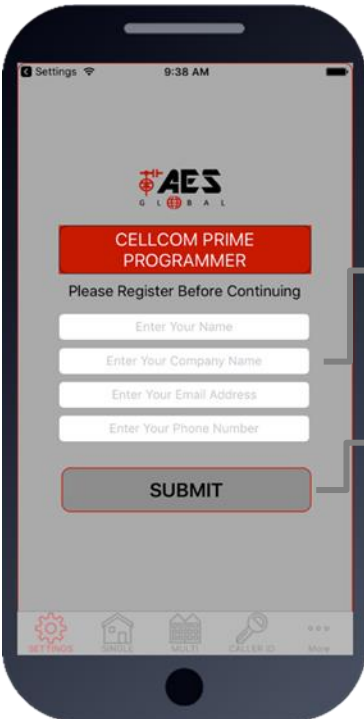 Settings 9:38 AM
AES
GLOBAL
CELLCOM PRIME
PROGRAMMER
Please Register Before Continuing
Enter Your Name
Enter Your Company Name
Enter Your Email Address
Enter Your Phone Number
SUBMIT
SETTINGS SINGLE MULTI CALLER ID More